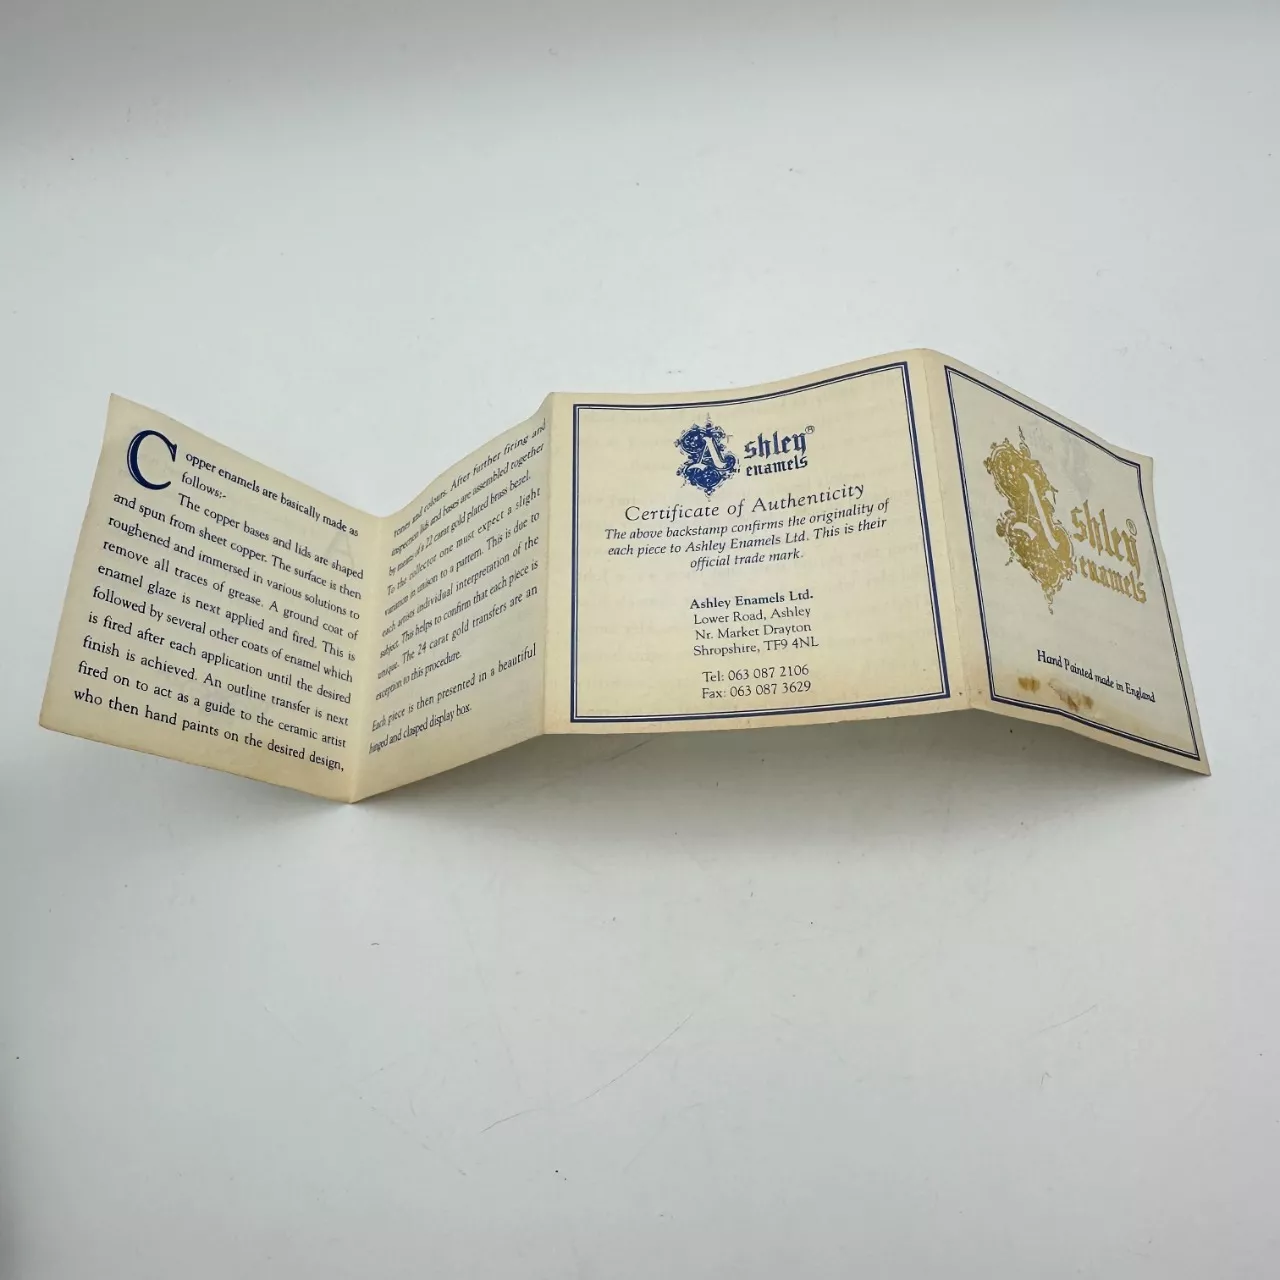 Copper enamels are basically made as
follows:-
The copper bases and lids are shaped
and spun from sheet copper. The surface is then
roughened and immersed in various solutions to
remove all traces of grease. A ground coat of
enamel glaze is next applied and fired. This is
followed by several other coats of enamel which
is fired after each application until the desired
finish is achieved. An outline transfer is next
fired on to act as a guide to the ceramic artist
who then hand paints on the desired design,
tones and colours. After further firing and
inspection lids and bases are assembled together
by means of a 22 carat gold plated brass bezel.
To the collector one must expect a slight
variation in unison to a pattern. This is due to
each artists individual interpretation of the
subject. This helps to confirm that each piece is
unique. The 24 carat gold transfers are an
exception to this procedure.
Each piece is then presented in a beautiful
hinged and clasped display box.
Ashley®
enamels
Certificate of Authenticity
The above backstamp confirms the originality of
each piece to Ashley Enamels Ltd. This is their
official trade mark.
Ashley Enamels Ltd.
Lower Road, Ashley
Nr. Market Drayton
Shropshire, TF9 4NL
Tel: 063 087 2106
Fax: 063 087 3629
Ashley®
enamels
Hand Painted made in England